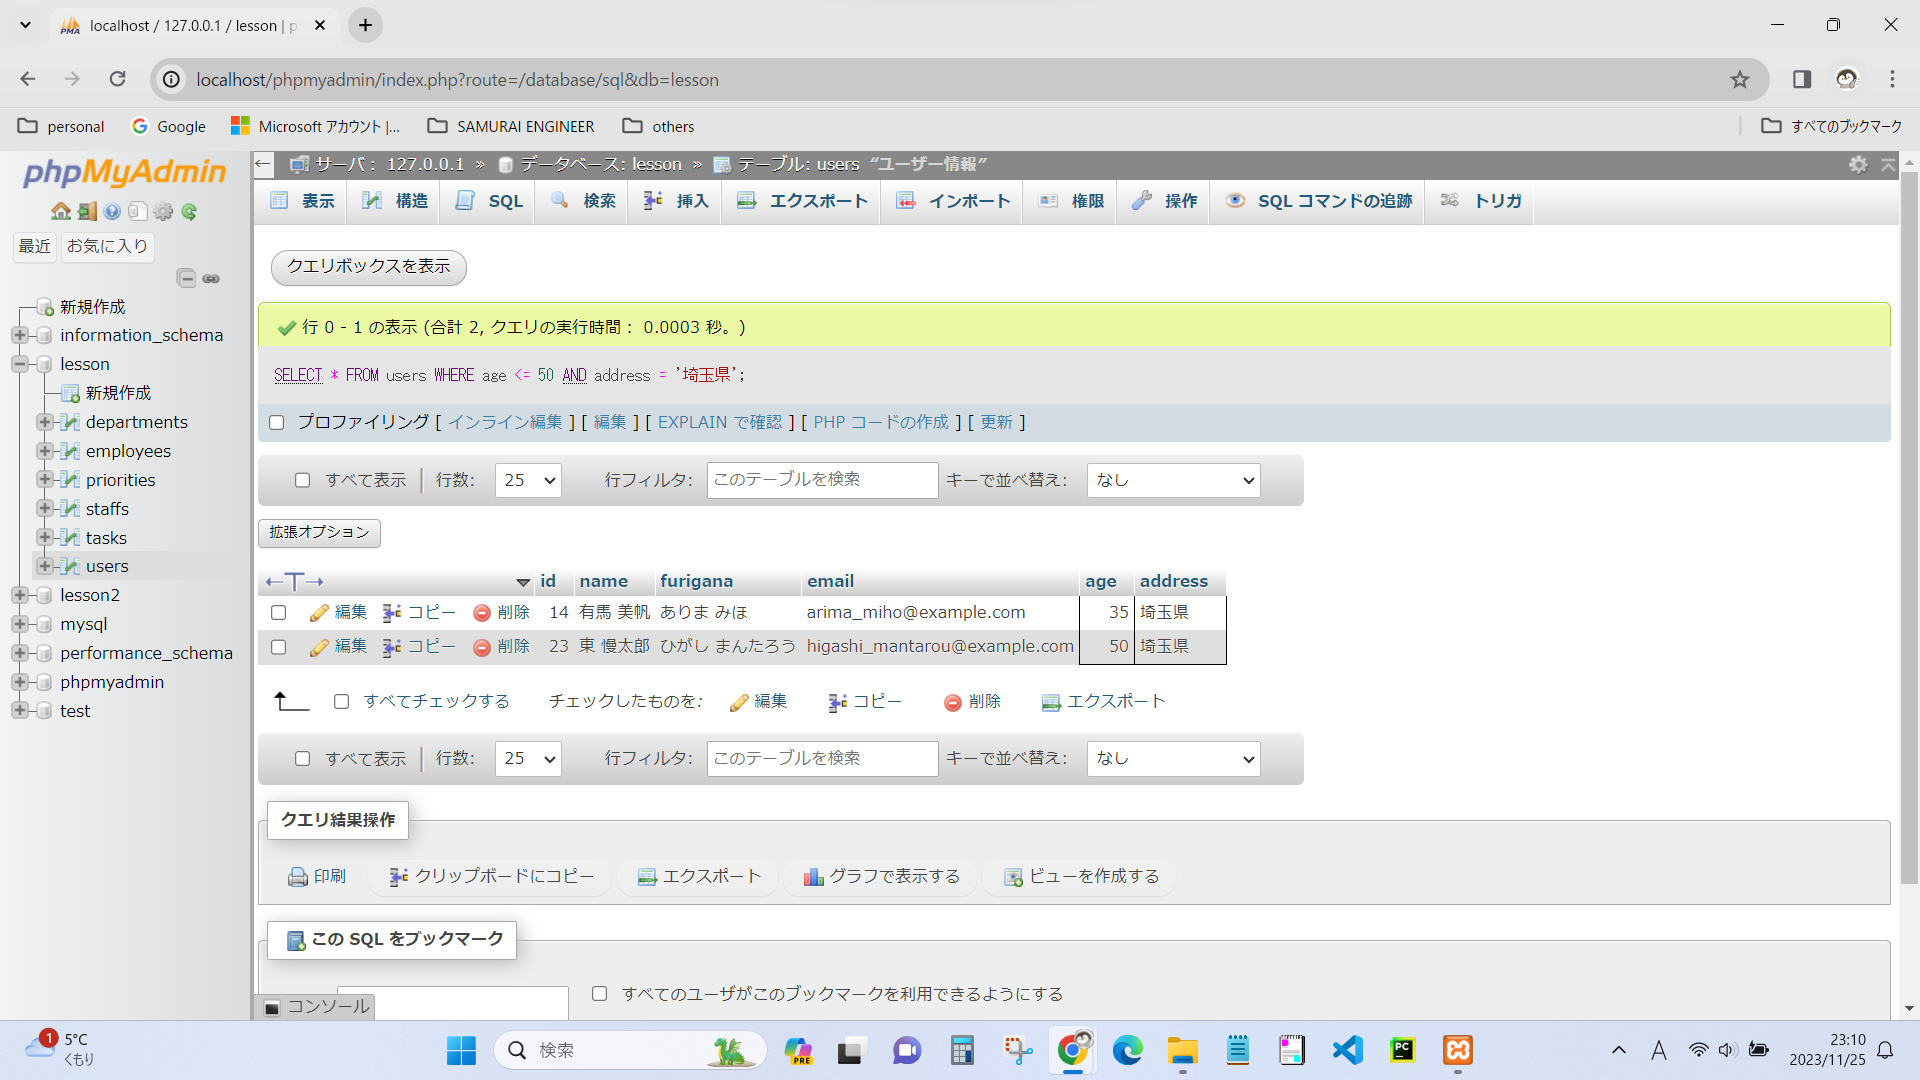 localhost / 127.0.0.1 / lesson | p
localhost/phpmyadmin/index.php?route=/database/sql&db=lesson
personal Google Microsoft アカウント |... SAMURAI ENGINEER others すべてのブックマーク
phpMyAdmin
最近 お気に入り
新規作成
information_schema
lesson
新規作成
departments
employees
priorities
staffs
tasks
users
lesson2
mysql
performance_schema
phpmyadmin
test
サーバ： 127.0.0.1 » データベース: lesson » テーブル: users “ユーザー情報”
表示 構造 SQL 検索 挿入 エクスポート インポート 権限 操作 SQL コマンドの追跡 トリガ
クエリボックスを表示
行 0 - 1 の表示 (合計 2, クエリの実行時間： 0.0003 秒。)
SELECT * FROM users WHERE age <= 50 AND address = '埼玉県';
プロファイリング [ インライン編集 ] [ 編集 ] [ EXPLAIN で確認 ] [ PHP コードの作成 ] [ 更新 ]
すべて表示 行数: 25 行フィルタ: このテーブルを検索 キーで並べ替え: なし
拡張オプション
←T→ id name furigana email age address
編集 コピー 削除 14 有馬 美帆 ありま みほ arima_miho@example.com 35 埼玉県
編集 コピー 削除 23 東 慢太郎 ひがし まんたろう higashi_mantarou@example.com 50 埼玉県
すべてチェックする チェックしたものを: 編集 コピー 削除 エクスポート
すべて表示 行数: 25 行フィルタ: このテーブルを検索 キーで並べ替え: なし
クエリ結果操作
印刷 クリップボードにコピー エクスポート グラフで表示する ビューを作成する
この SQL をブックマーク
すべてのユーザがこのブックマークを利用できるようにする
コンソール
1 5°C
くもり
検索
PRE
PC
A
23:10
2023/11/25